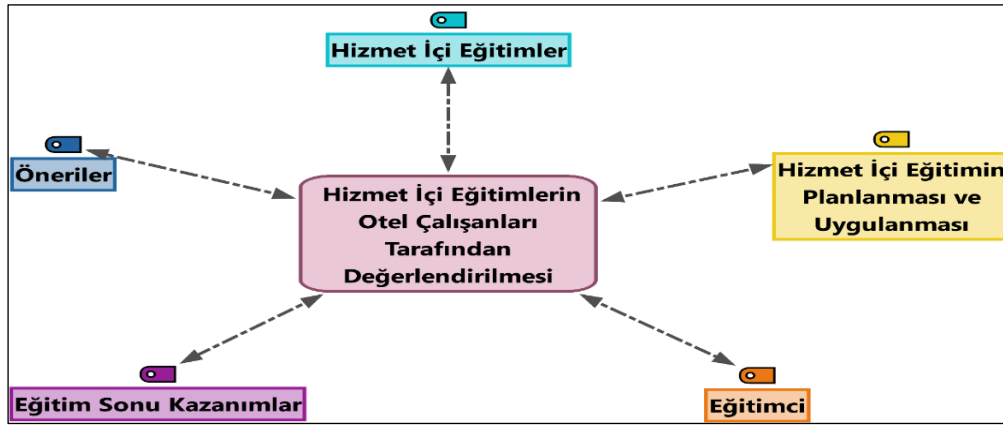 Hizmet İçi Eğitimler
Öneriler
Hizmet İçi Eğitimin
Planlanması ve
Uygulanması
Hizmet İçi Eğitimlerin
Otel Çalışanları
Tarafından
Değerlendirilmesi
Eğitim Sonu Kazanımlar
Eğitimci